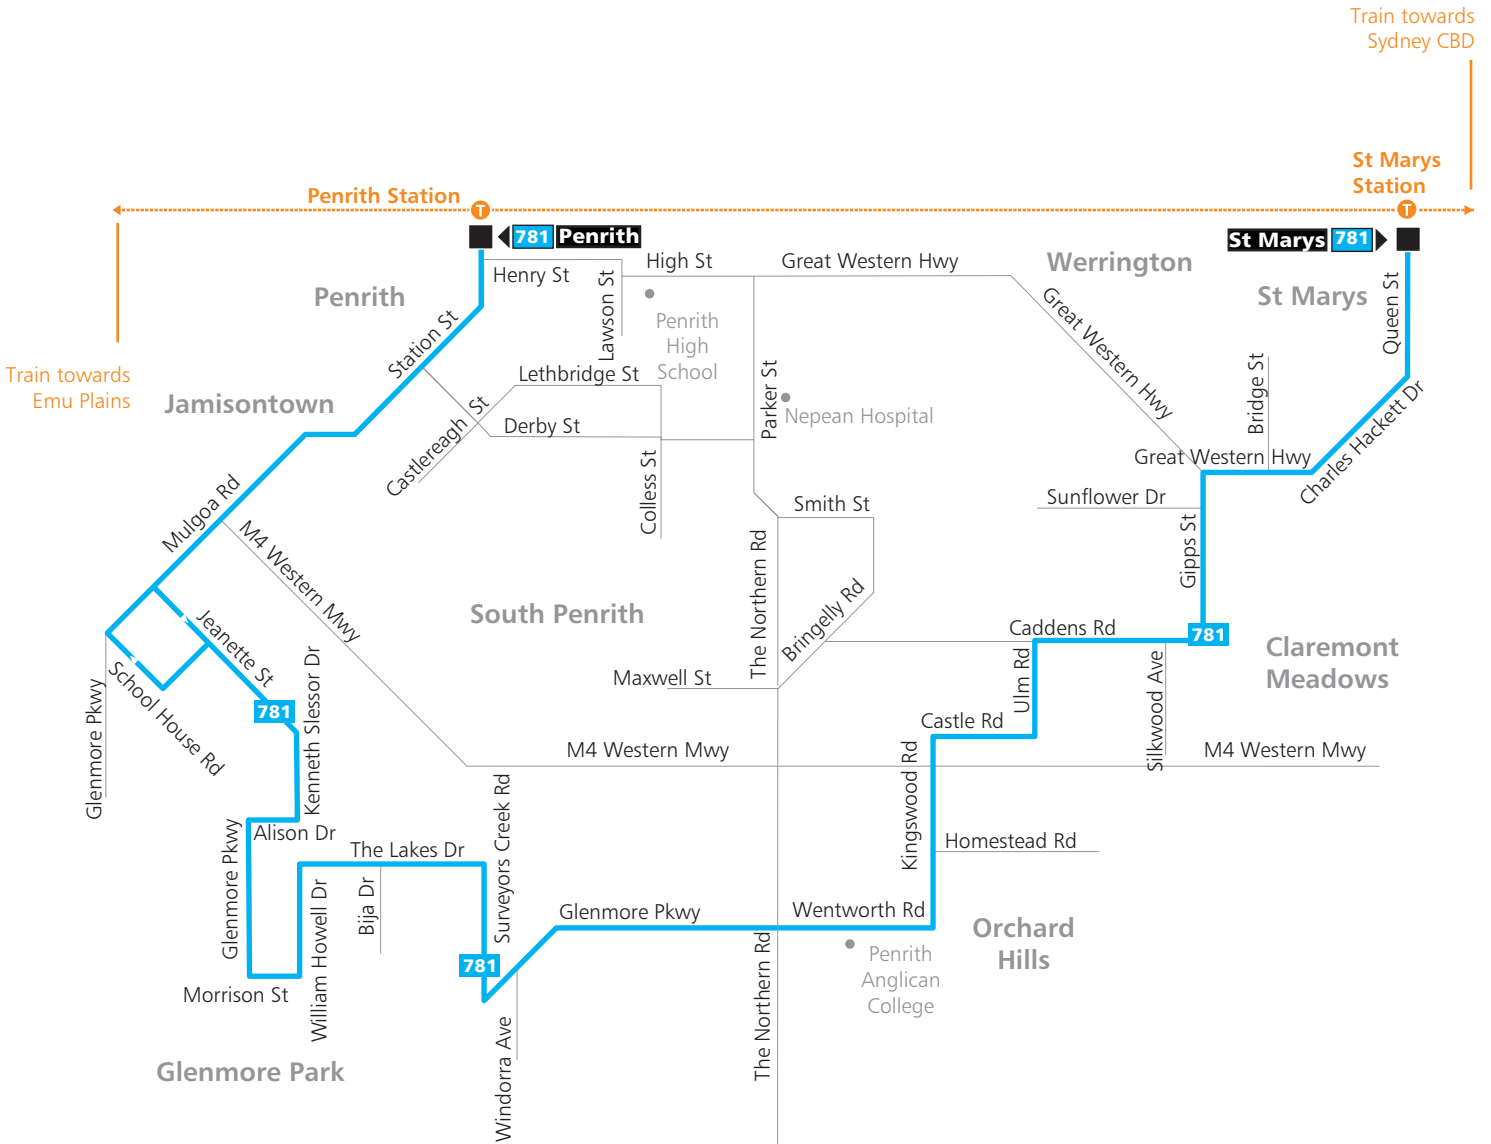 Train towards
Sydney CBD
St Marys
Station
Penrith Station
T
T
781 Penrith
St Marys 781
Train towards
Emu Plains
Penrith
Jamisontown
Werrington
St Marys
Henry St
Lawson St
High St
Great Western Hwy
Great Western Hwy
Queen St
Penrith
High
School
Station St
Lethbridge St
Parker St
Nepean Hospital
Bridge St
Castlereagh St
Derby St
Charles Hackett Dr
Great Western Hwy
Mulgoa Rd
Colless St
Smith St
Sunflower Dr
Gipps St
M4 Western Mwy
The Northern Rd
South Penrith
Bringelly Rd
Caddens Rd
781
Claremont
Meadows
Jeanette St
School House Rd
Glenmore Pkwy
Kenneth Slessor Dr
781
Maxwell St
Ulm Rd
Silkwood Ave
Castle Rd
M4 Western Mwy
M4 Western Mwy
Kingswood Rd
Homestead Rd
Alison Dr
Glenmore Pkwy
The Lakes Dr
Surveyors Creek Rd
Bija Dr
William Howell Dr
Morrison St
781
Glenmore Pkwy
Wentworth Rd
Orchard
Hills
Penrith
Anglican
College
The Northern Rd
Windorra Ave
Glenmore Park